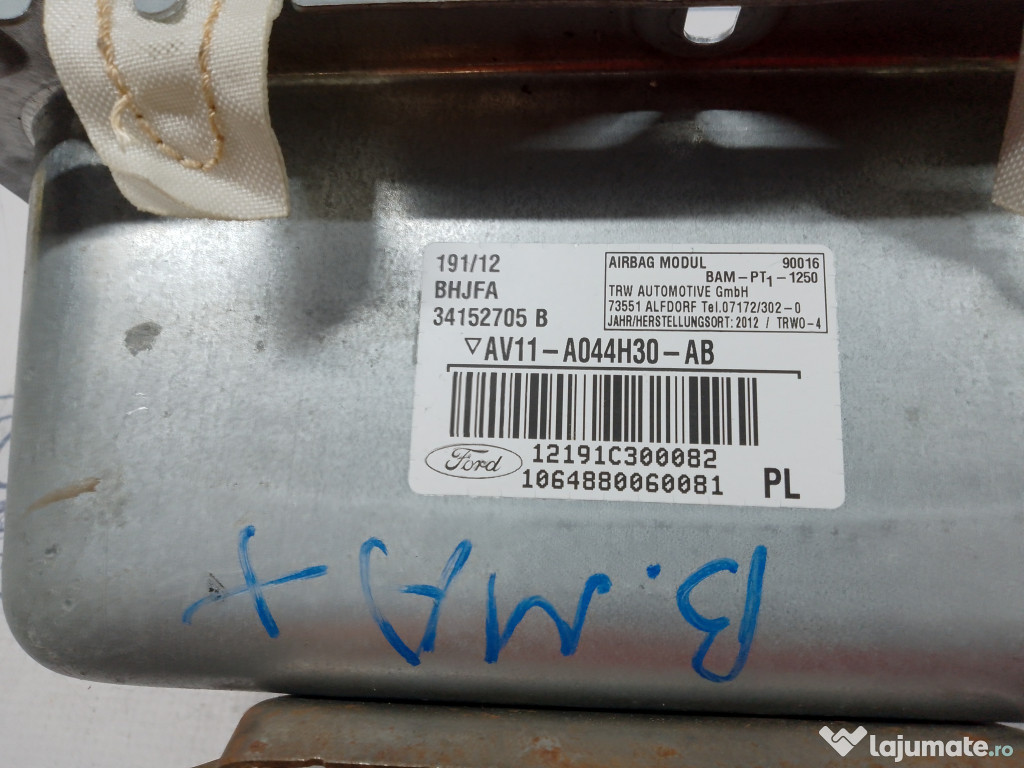 191/12
BHJFA
34152705 B
AIRBAG MODUL 90016
BAM-PT1-1250
TRW AUTOMOTIVE GmbH
73551 ALFDORF Tel.07172/302-0
JAHR/HERSTELLUNGSORT: 2012 / TRWO-4
▽AV11-A044H30-AB
Ford
12191C300082
1064880060081
PL
B.MAX
lajumate.ro